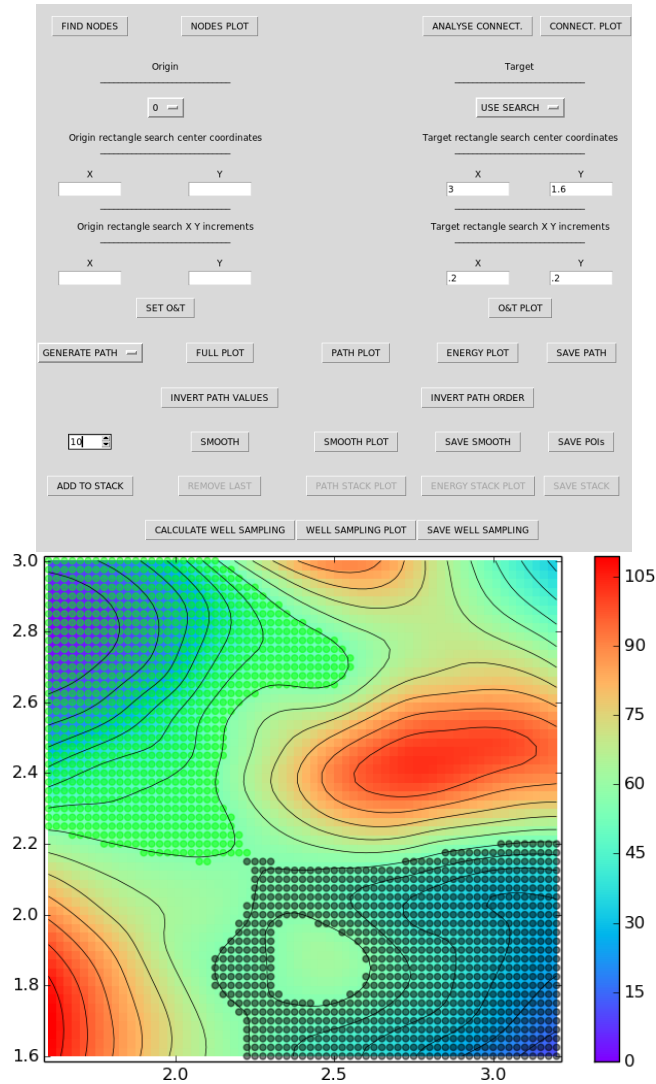 FIND NODES NODES PLOT ANALYSE CONNECT. CONNECT. PLOT
Origin Target
0 USE SEARCH
Origin rectangle search center coordinates Target rectangle search center coordinates
X Y X Y
3 1.6
Origin rectangle search X Y increments Target rectangle search X Y increments
X Y X Y
.2 .2
SET O&T O&T PLOT
GENERATE PATH FULL PLOT PATH PLOT ENERGY PLOT SAVE PATH
INVERT PATH VALUES INVERT PATH ORDER
10 SMOOTH SMOOTH PLOT SAVE SMOOTH SAVE POIs
ADD TO STACK REMOVE LAST PATH STACK PLOT ENERGY STACK PLOT SAVE STACK
CALCULATE WELL SAMPLING WELL SAMPLING PLOT SAVE WELL SAMPLING
3.0
2.8
2.6
2.4
2.2
2.0
1.8
1.6
2.0 2.5 3.0
105
90
75
60
45
30
15
0